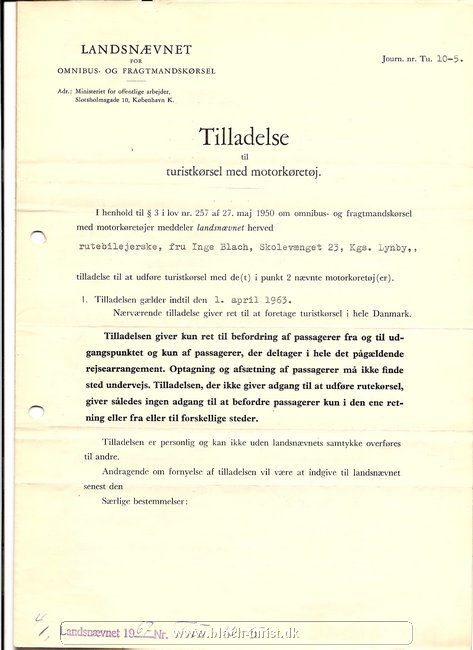 LANDSNÆVNET
FOR
OMNIBUS- OG FRAGTMANDSKØRSEL
Journ. nr. Tu. 10-5.
Adr.: Ministeriet for offentlige arbejder,
Slotsholmsgade 10, København K.
Tilladelse
til
turistkørsel med motorkøretøj.
I henhold til § 3 i lov nr. 257 af 27. maj 1950 om omnibus- og fragtmandskørsel
med motorkøretøjer meddeler landsnævnet herved
rutebilejerske, fru Inge Blach, Skolevænget 23, Kgs. Lynby,,
tilladelse til at udføre turistkørsel med de(t) i punkt 2 nævnte motorkøretøj(er).
1. Tilladelsen gælder indtil den 1. april 1963.
Nærværende tilladelse giver ret til at foretage turistkørsel i hele Danmark.
Tilladelsen giver kun ret til befordring af passagerer fra og til ud-
gangspunktet og kun af passagerer, der deltager i hele det pågældende
rejsearrangement. Optagning og afsætning af passagerer må ikke finde
sted undervejs. Tilladelsen, der ikke giver adgang til at udføre rutekørsel,
giver således ingen adgang til at befordre passagerer kun i den ene ret-
ning eller fra eller til forskellige steder.
Tilladelsen er personlig og kan ikke uden landsnævnets samtykke overføres
til andre.
Andragende om fornyelse af tilladelsen vil være at indgive til landsnævnet
senest den
Særlige bestemmelser:
Landsnævnet 19 Nr.
www.blach-turist.dk